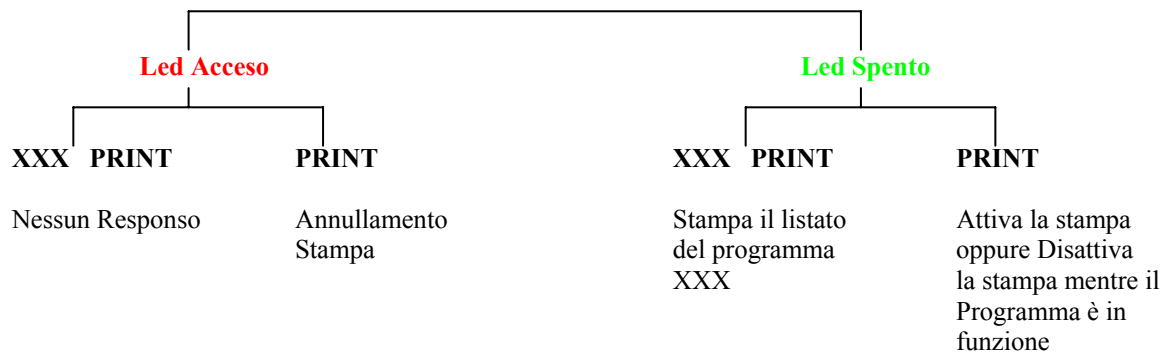 Led Acceso
Led Spento
XXX PRINT
PRINT
XXX PRINT
PRINT
Nessun Responso
Annullamento
Stampa
Stampa il listato
del programma
XXX
Attiva la stampa
oppure Disattiva
la stampa mentre il
Programma è in
funzione